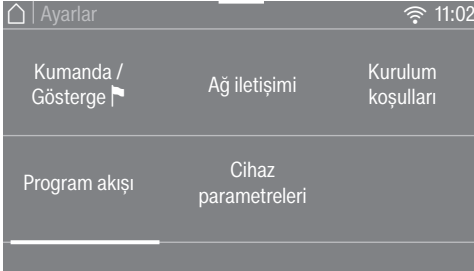 Ayarlar
11:02
Kumanda /
Gösterge
Ağ iletişimi
Kurulum
koşulları
Program akışı
Cihaz
parametreleri